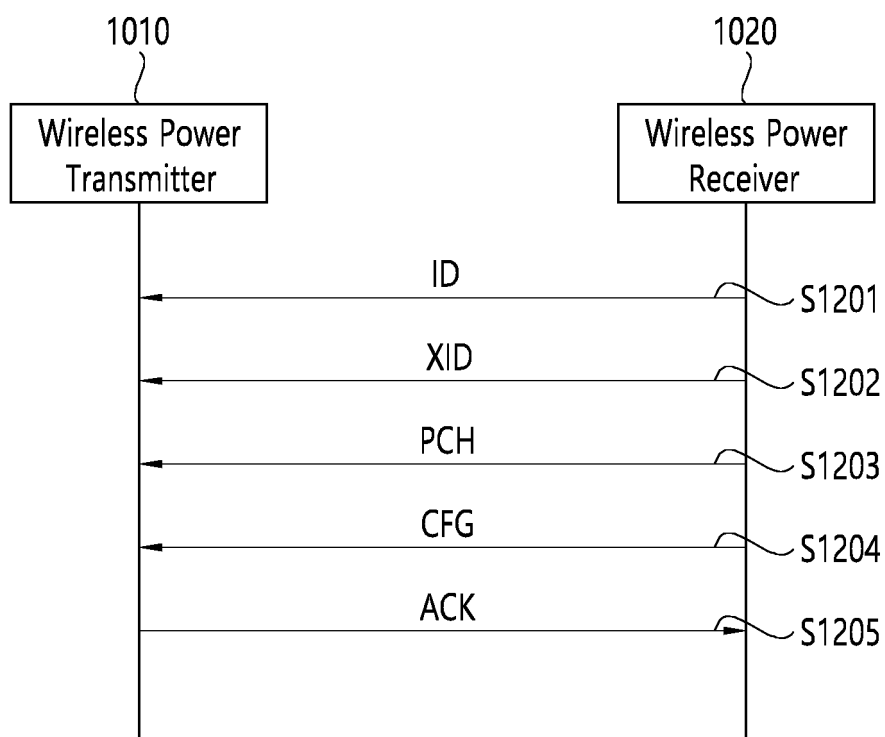 1010
1020
Wireless Power
Transmitter
Wireless Power
Receiver
ID
S1201
XID
S1202
PCH
S1203
CFG
S1204
ACK
S1205